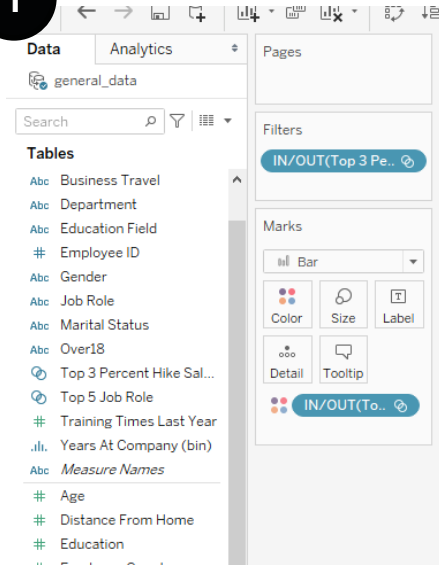 Data
Analytics
general_data
Search
Tables
Abc Business Travel
Abc Department
Abc Education Field
# Employee ID
Abc Gender
Abc Job Role
Abc Marital Status
Abc Over18
Top 3 Percent Hike Sal...
Top 5 Job Role
# Training Times Last Year
Years At Company (bin)
Abc Measure Names
# Age
# Distance From Home
# Education
Pages
Filters
IN/OUT(Top 3 Pe..
Marks
Bar
Color Size T Label
Detail Tooltip
IN/OUT(To..